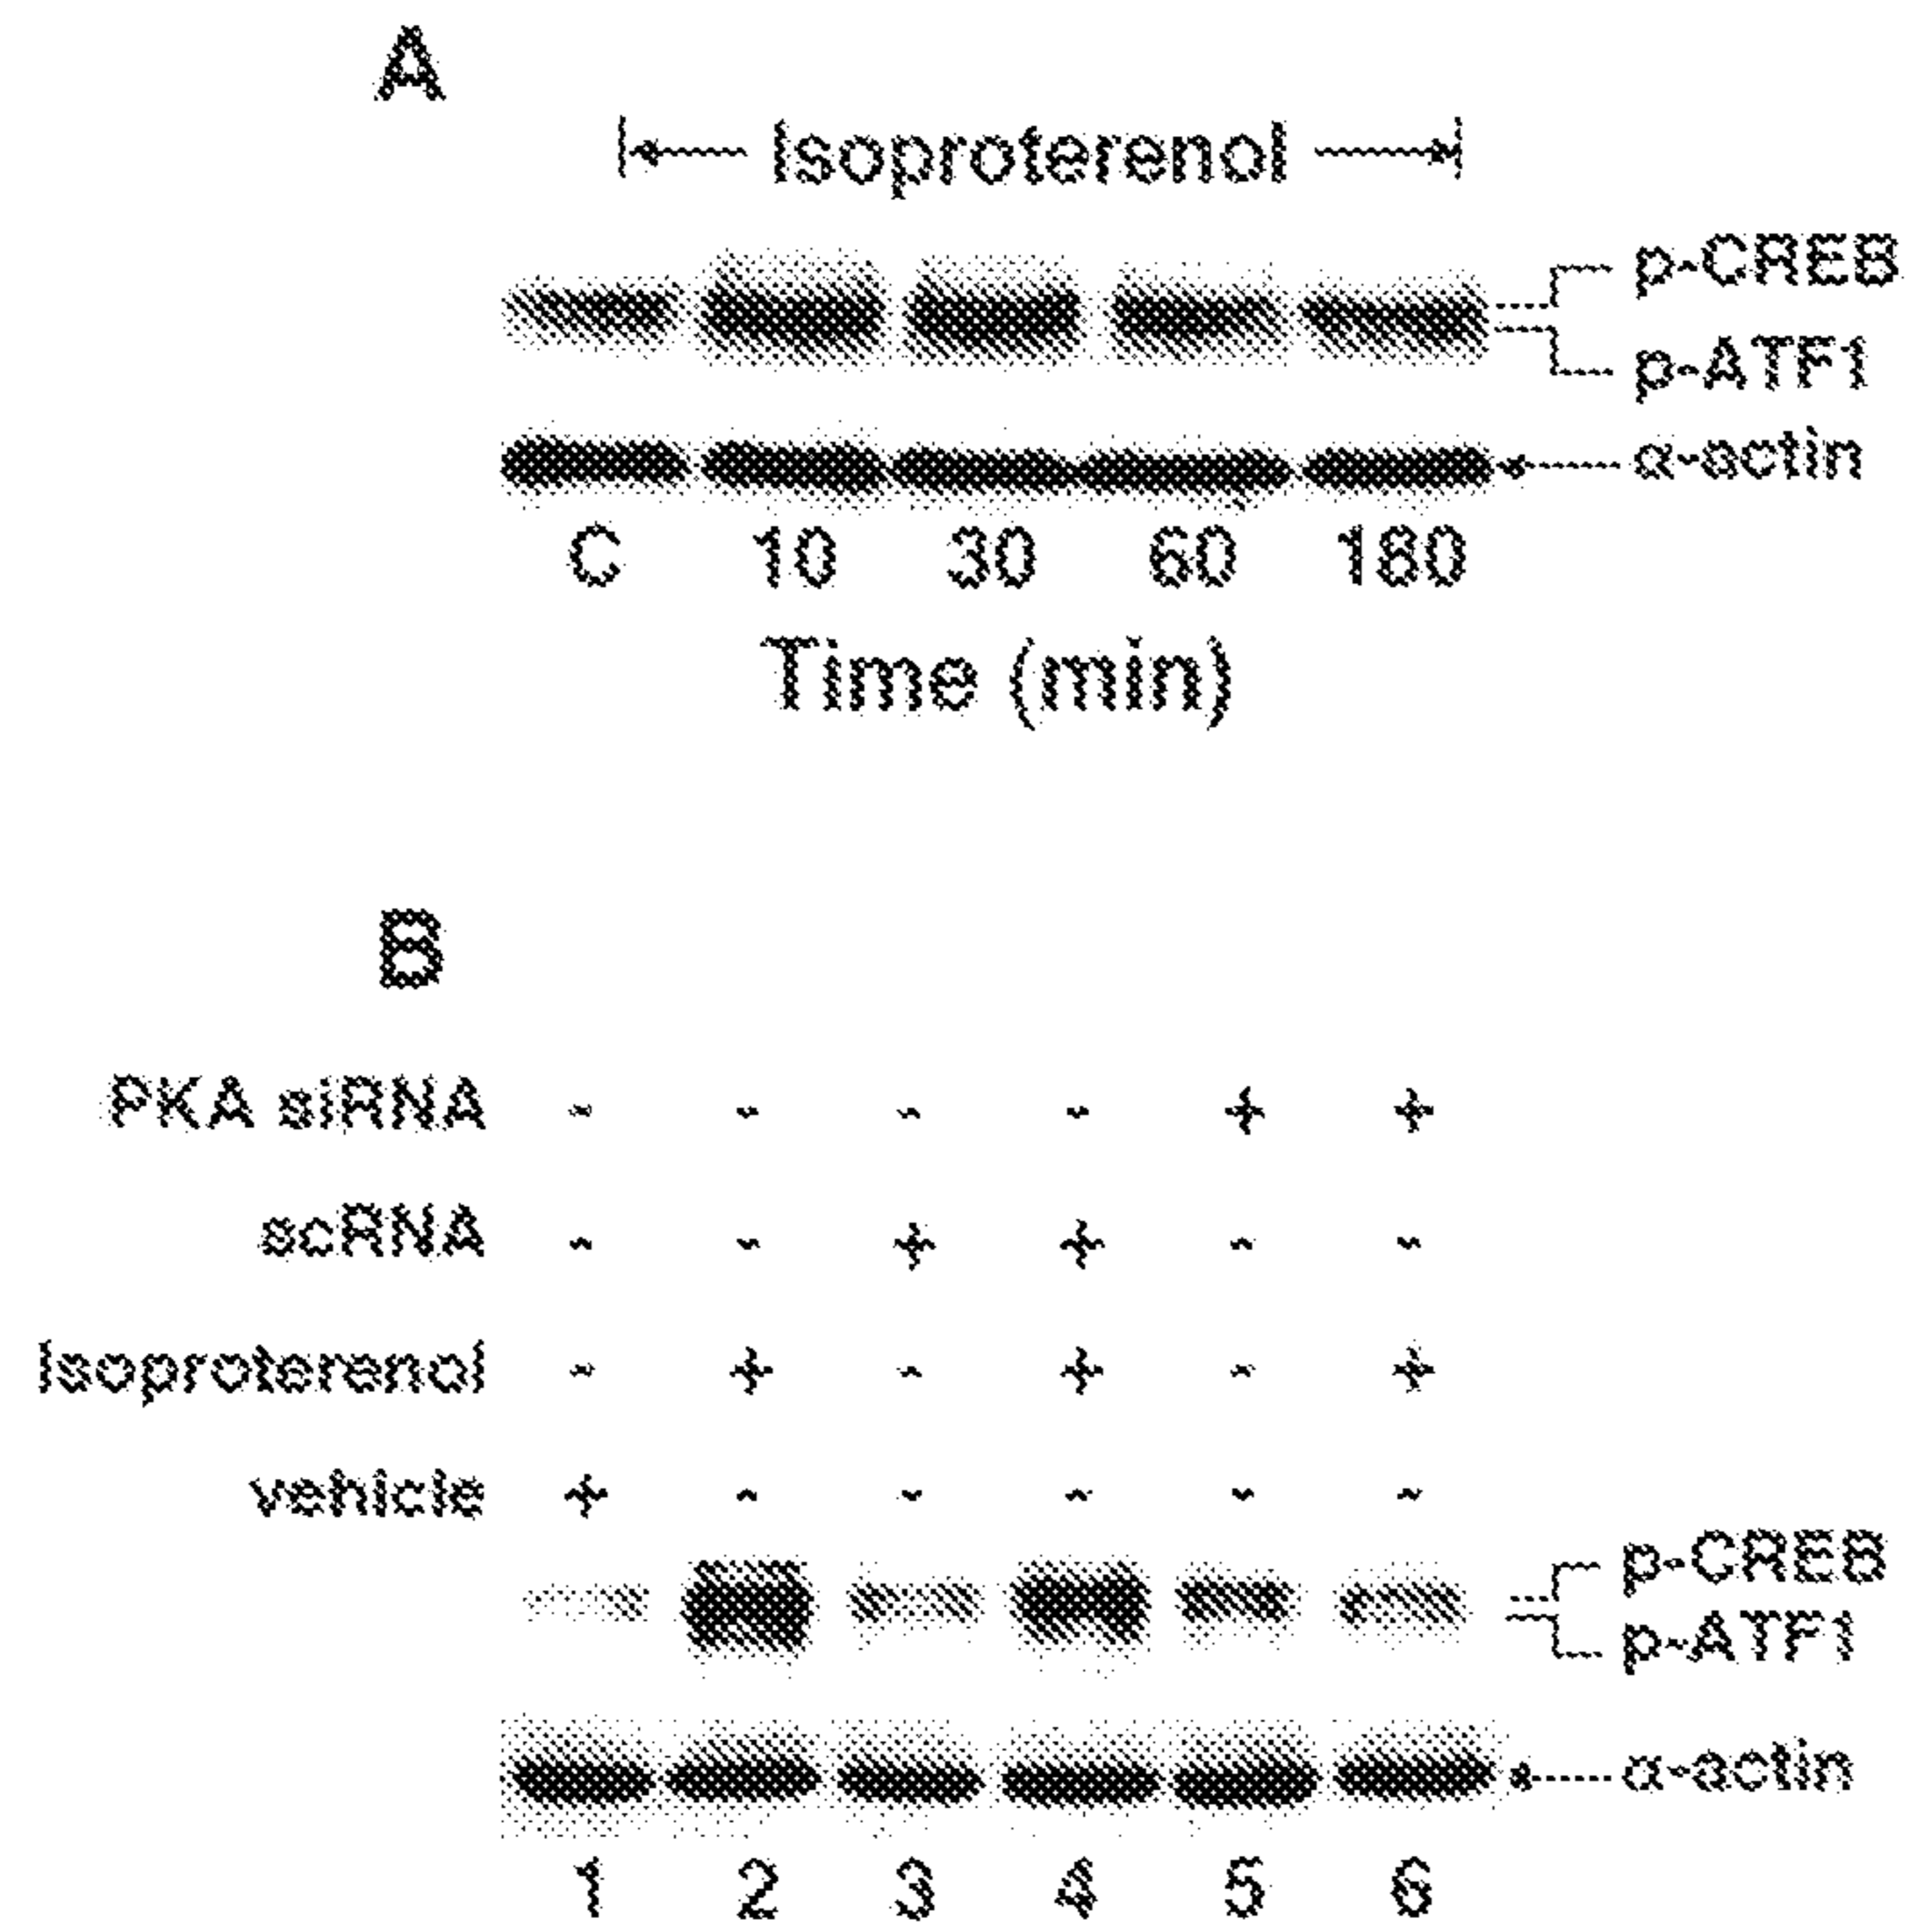 A
Isoproterenol
p-CREB
p-ATF1
α-actin
C 10 30 60 180
Time (min)
B
PKA siRNA - - - - + +
scRNA - - + + - -
Isoproterenol - + - + - +
vehicle + - - - - -
p-CREB
p-ATF1
α-actin
1 2 3 4 5 6